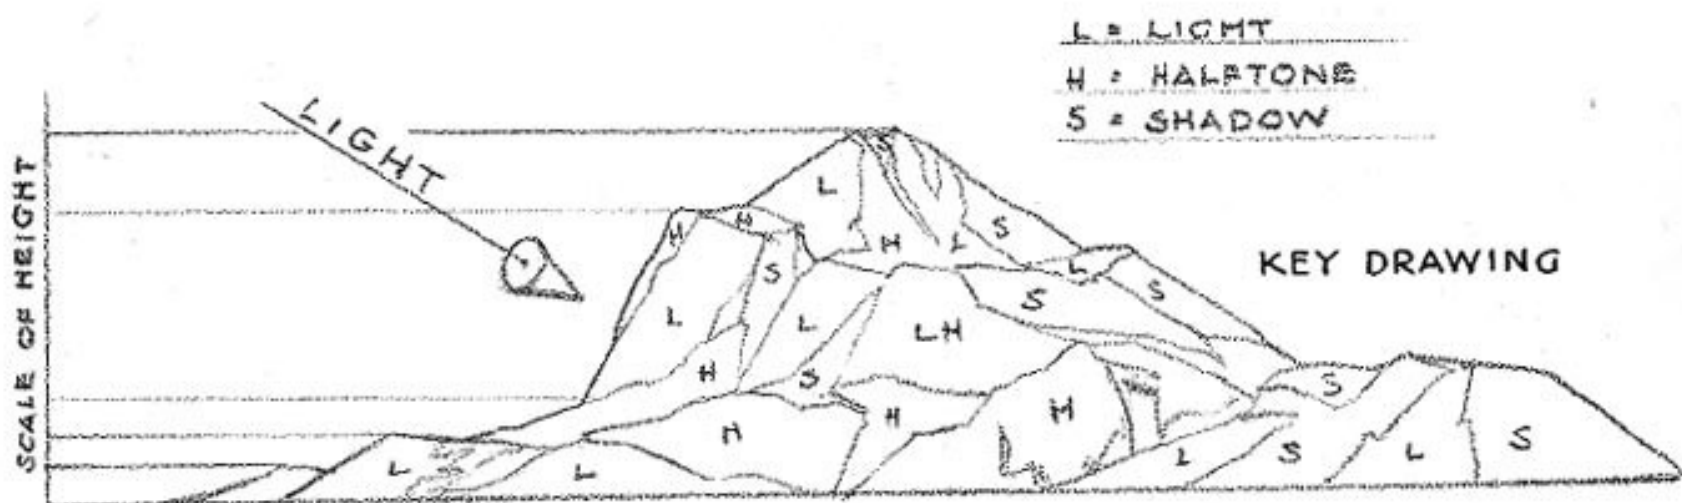 L = LIGHT
H = HALFTONE
S = SHADOW
LIGHT
SCALE OF HEIGHT
KEY DRAWING
S
L
H
H
H
L
S
L
S
S
L
S
L
LH
H
S
S
H
H
H
L
L
L
S
L
S